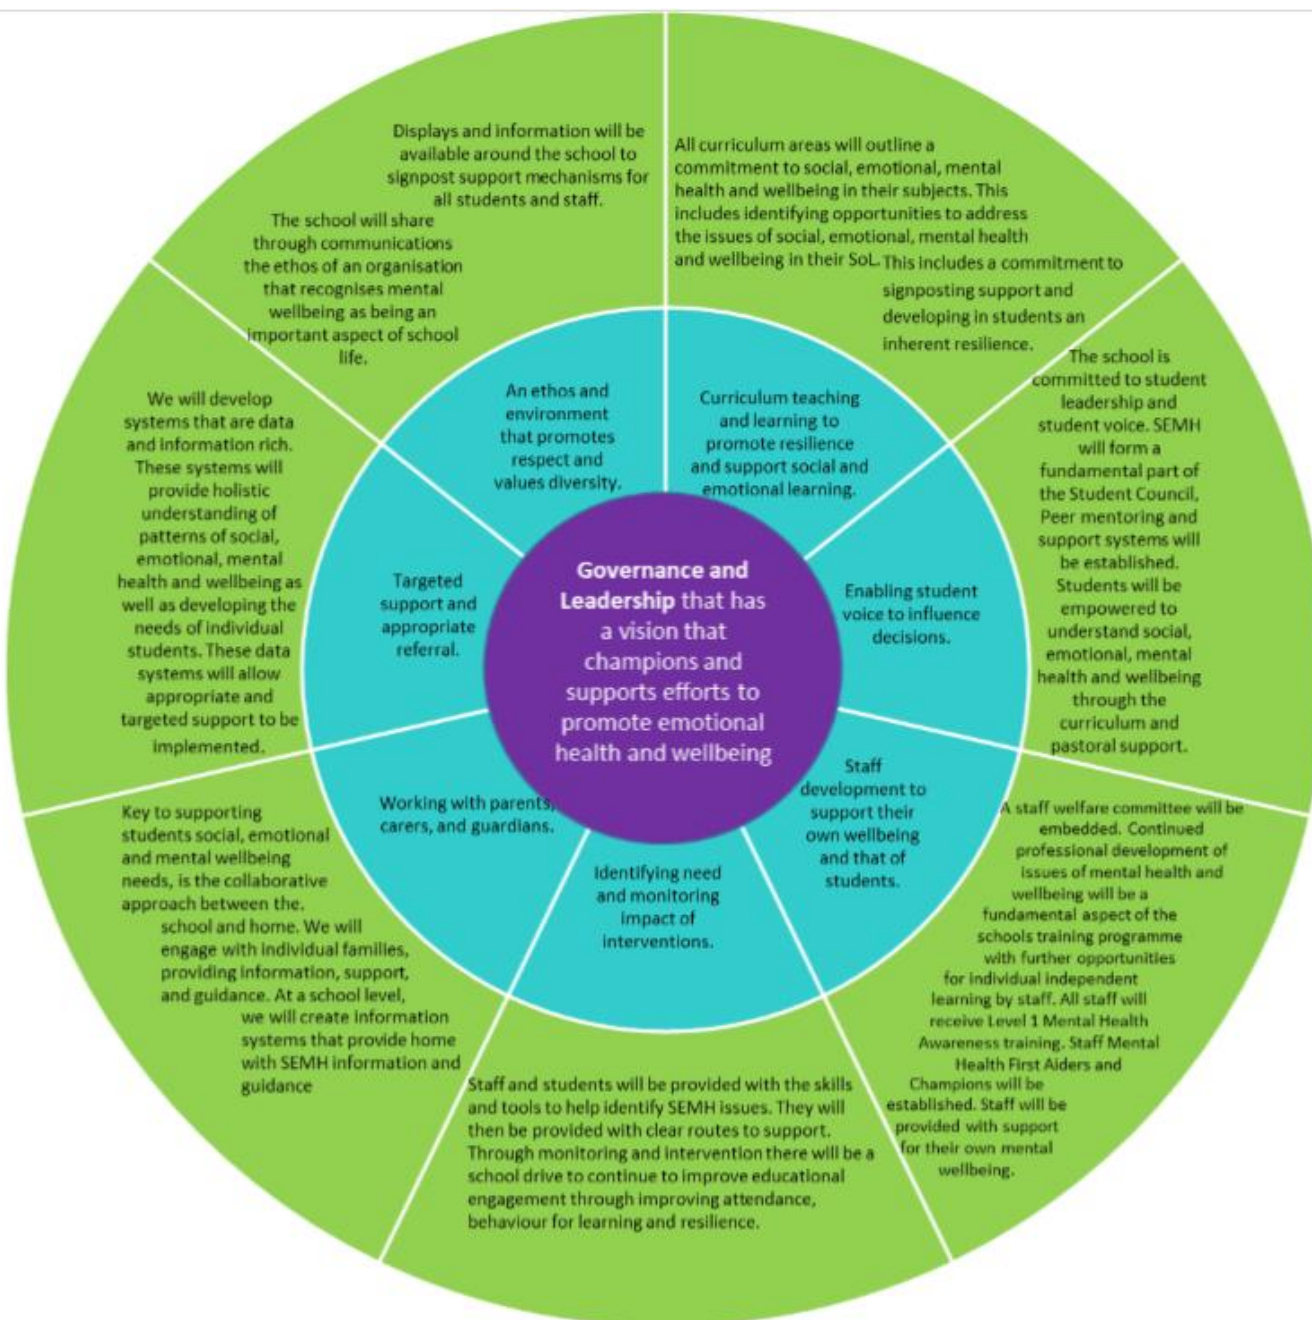 Displays and information will be
available around the school to
signpost support mechanisms for
all students and staff.
The school will share
through communications
the ethos of an organisation
that recognises mental
wellbeing as being an
important aspect of school
life.
All curriculum areas will outline a
commitment to social, emotional, mental
health and wellbeing in their subjects. This
includes identifying opportunities to address
the issues of social, emotional, mental health
and wellbeing in their SoL. This includes a commitment to
signposting support and
developing in students an
inherent resilience.
The school is
committed to student
leadership and
student voice. SEMH
will form a
fundamental part of
the Student Council,
Peer mentoring and
support systems will
be established.
Students will be
empowered to
understand social,
emotional, mental
health and wellbeing
through the
curriculum and
pastoral support.
A staff welfare committee will be
embedded. Continued
professional development of
issues of mental health and
wellbeing will be a
fundamental aspect of the
schools training programme
with further opportunities
for individual independent
learning by staff. All staff will
receive Level 1 Mental Health
Awareness training. Staff Mental
Health First Aiders and
Champions will be
established. Staff will be
provided with support
for their own mental
wellbeing.
Staff and students will be provided with the skills
and tools to help identify SEMH issues. They will
then be provided with clear routes to support.
Through monitoring and intervention there will be a
school drive to continue to improve educational
engagement through improving attendance,
behaviour for learning and resilience.
Key to supporting
students social, emotional
and mental wellbeing
needs, is the collaborative
approach between the.
school and home. We will
engage with individual families,
providing information, support,
and guidance. At a school level,
we will create information
systems that provide home
with SEMH information and
guidance
We will develop
systems that are data
and information rich.
These systems will
provide holistic
understanding of
patterns of social,
emotional, mental
health and wellbeing as
well as developing the
needs of individual
students. These data
systems will allow
appropriate and
targeted support to be
implemented.
An ethos and
environment
that promotes
respect and
values diversity.
Curriculum teaching
and learning to
promote resilience
and support social and
emotional learning.
Enabling student
voice to influence
decisions.
Staff
development to
support their
own wellbeing
and that of
students.
Identifying need
and monitoring
impact of
interventions.
Working with parents,
carers, and guardians.
Targeted
support and
appropriate
referral.
Governance and
Leadership that has
a vision that
champions and
supports efforts to
promote emotional
health and wellbeing